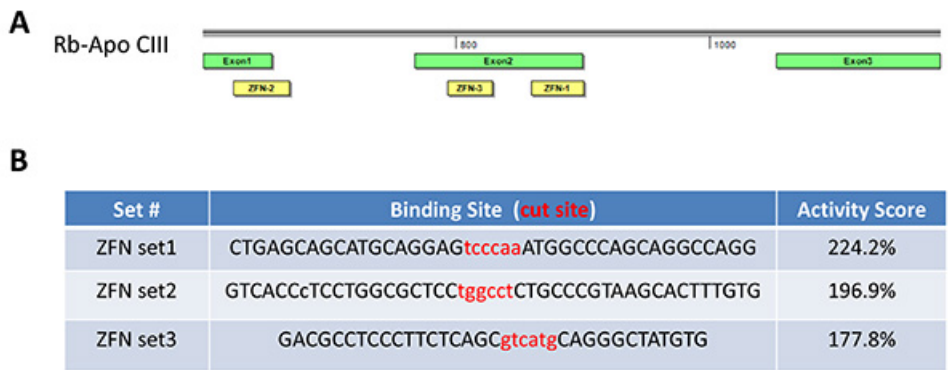 A
Rb-Apo CIII
800
1000
Exon1
Exon2
Exon3
ZFN-2
ZFN-3
ZFN-1
B
Set # Binding Site (cut site) Activity Score
ZFN set1 CTGAGCAGCATGCAGGAGtcccaaATGGCCCAGCAGGCCAGG 224.2%
ZFN set2 GTCACCcTCCTGGCGCTCCtggcctCTGCCCGTAAGCACTTTGTG 196.9%
ZFN set3 GACGCCTCCCTTCTCAGCgtcatgCAGGGCTATGTG 177.8%